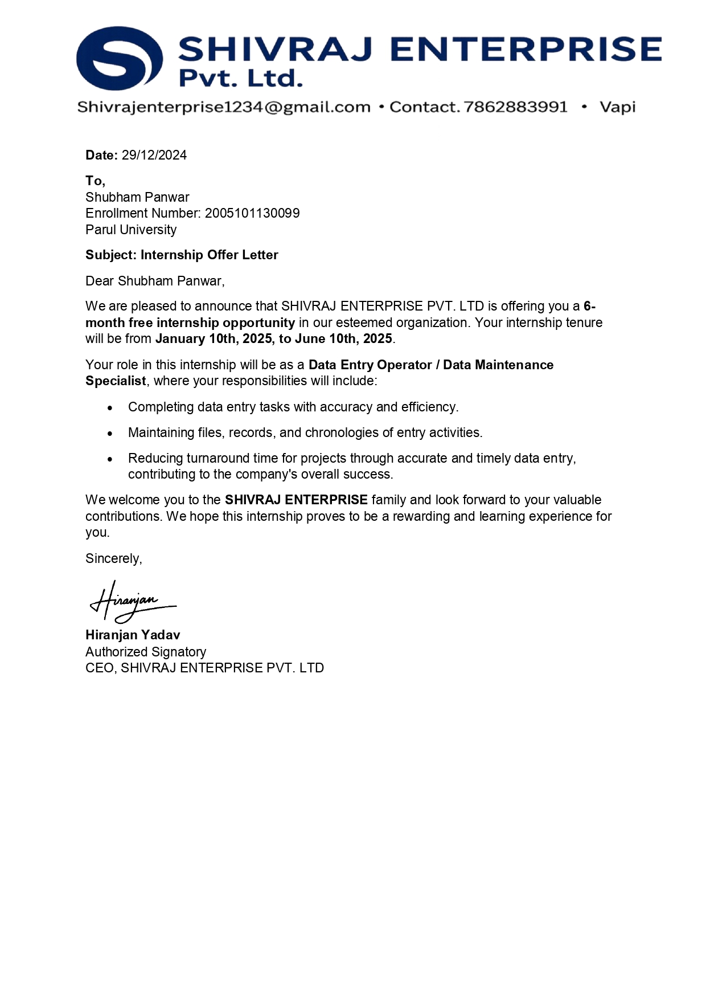 SHIVRAJ ENTERPRISE
Pvt. Ltd.
Shivrajenterprise1234@gmail.com • Contact. 7862883991 • Vapi
Date: 29/12/2024
To,
Shubham Panwar
Enrollment Number: 2005101130099
Parul University
Subject: Internship Offer Letter
Dear Shubham Panwar,
We are pleased to announce that SHIVRAJ ENTERPRISE PVT. LTD is offering you a 6-
month free internship opportunity in our esteemed organization. Your internship tenure
will be from January 10th, 2025, to June 10th, 2025.
Your role in this internship will be as a Data Entry Operator / Data Maintenance
Specialist, where your responsibilities will include:
• Completing data entry tasks with accuracy and efficiency.
• Maintaining files, records, and chronologies of entry activities.
• Reducing turnaround time for projects through accurate and timely data entry,
contributing to the company's overall success.
We welcome you to the SHIVRAJ ENTERPRISE family and look forward to your valuable
contributions. We hope this internship proves to be a rewarding and learning experience for
you.
Sincerely,
Hiranjan
Hiranjan Yadav
Authorized Signatory
CEO, SHIVRAJ ENTERPRISE PVT. LTD